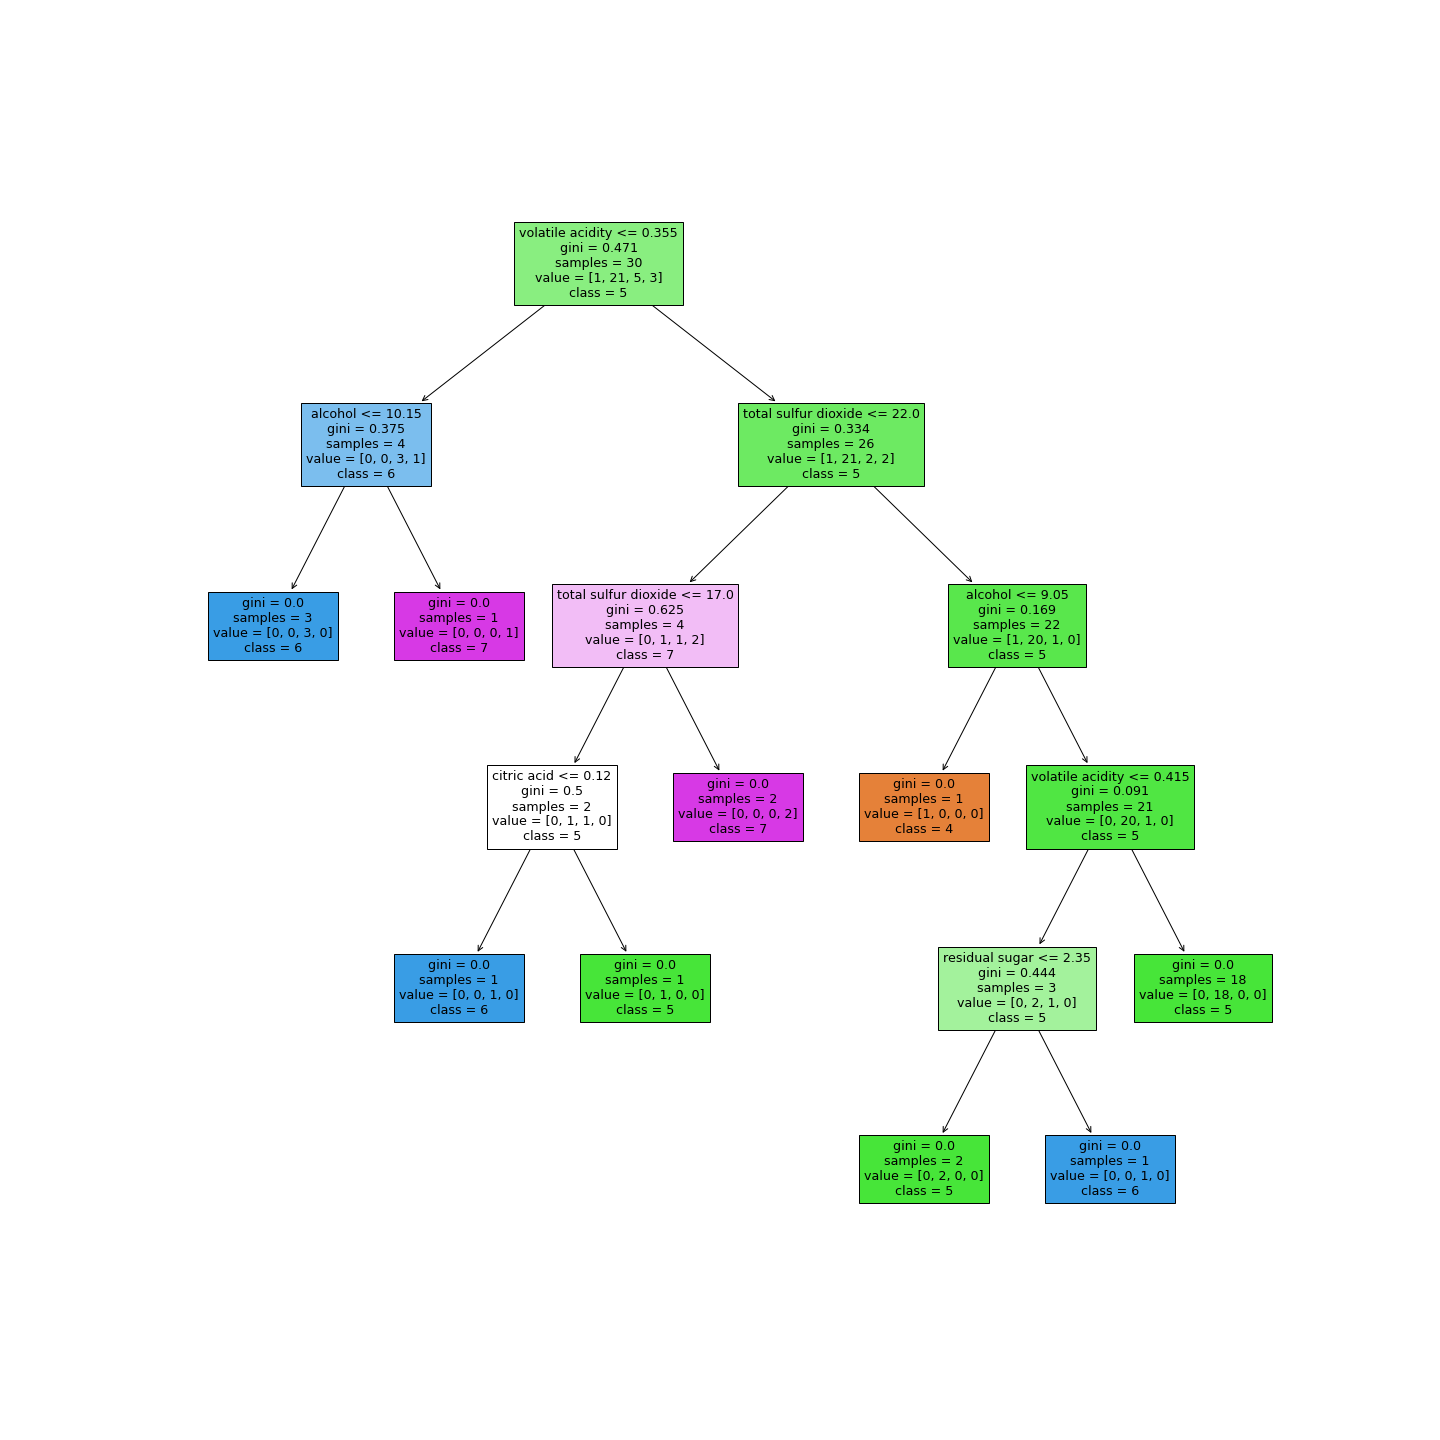 volatile acidity <= 0.355
gini = 0.471
samples = 30
value = [1, 21, 5, 3]
class = 5
alcohol <= 10.15
gini = 0.375
samples = 4
value = [0, 0, 3, 1]
class = 6
total sulfur dioxide <= 22.0
gini = 0.334
samples = 26
value = [1, 21, 2, 2]
class = 5
gini = 0.0
samples = 3
value = [0, 0, 3, 0]
class = 6
gini = 0.0
samples = 1
value = [0, 0, 0, 1]
class = 7
total sulfur dioxide <= 17.0
gini = 0.625
samples = 4
value = [0, 1, 1, 2]
class = 7
alcohol <= 9.05
gini = 0.169
samples = 22
value = [1, 20, 1, 0]
class = 5
citric acid <= 0.12
gini = 0.5
samples = 2
value = [0, 1, 1, 0]
class = 5
gini = 0.0
samples = 2
value = [0, 0, 0, 2]
class = 7
gini = 0.0
samples = 1
value = [1, 0, 0, 0]
class = 4
volatile acidity <= 0.415
gini = 0.091
samples = 21
value = [0, 20, 1, 0]
class = 5
gini = 0.0
samples = 1
value = [0, 0, 1, 0]
class = 6
gini = 0.0
samples = 1
value = [0, 1, 0, 0]
class = 5
residual sugar <= 2.35
gini = 0.444
samples = 3
value = [0, 2, 1, 0]
class = 5
gini = 0.0
samples = 18
value = [0, 18, 0, 0]
class = 5
gini = 0.0
samples = 2
value = [0, 2, 0, 0]
class = 5
gini = 0.0
samples = 1
value = [0, 0, 1, 0]
class = 6